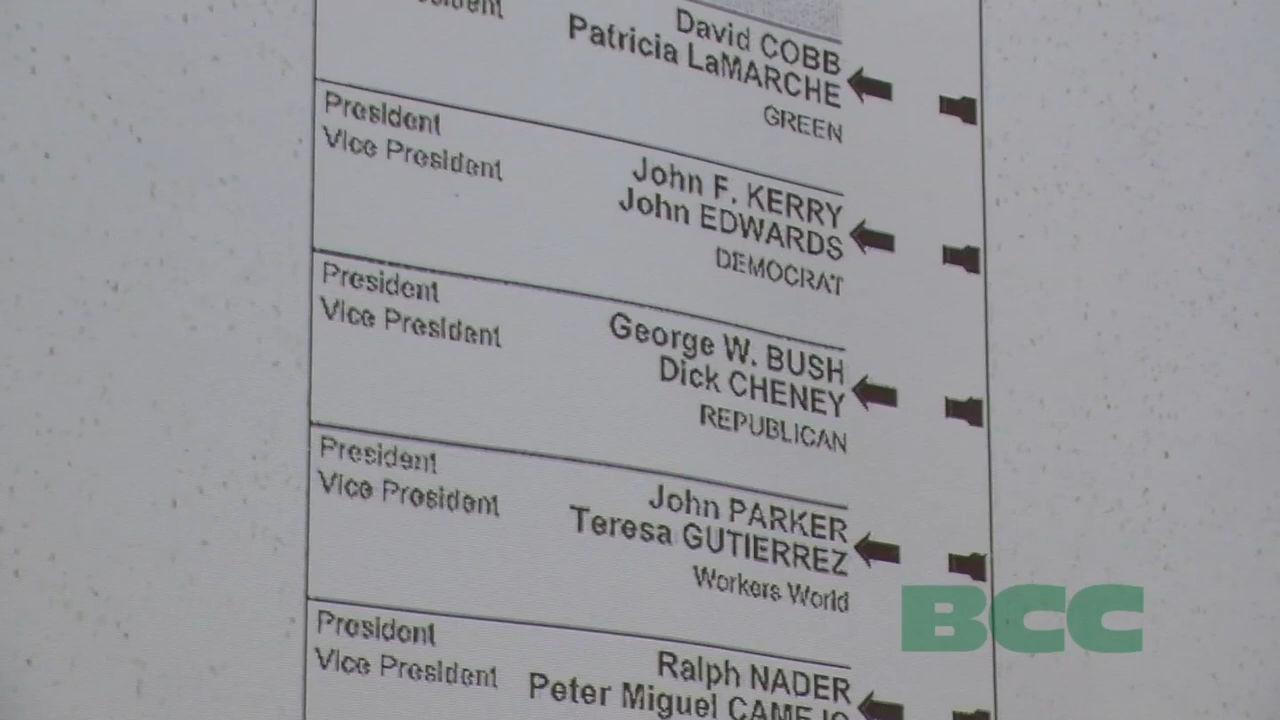 David COBB
Patricia LaMARCHE
GREEN
President
Vice President
John F. KERRY
John EDWARDS
DEMOCRAT
President
Vice President
George W. BUSH
Dick CHENEY
REPUBLICAN
President
Vice President
John PARKER
Teresa GUTIERREZ
Workers World
President
Vice President
Ralph NADER
Peter Miguel
BCC